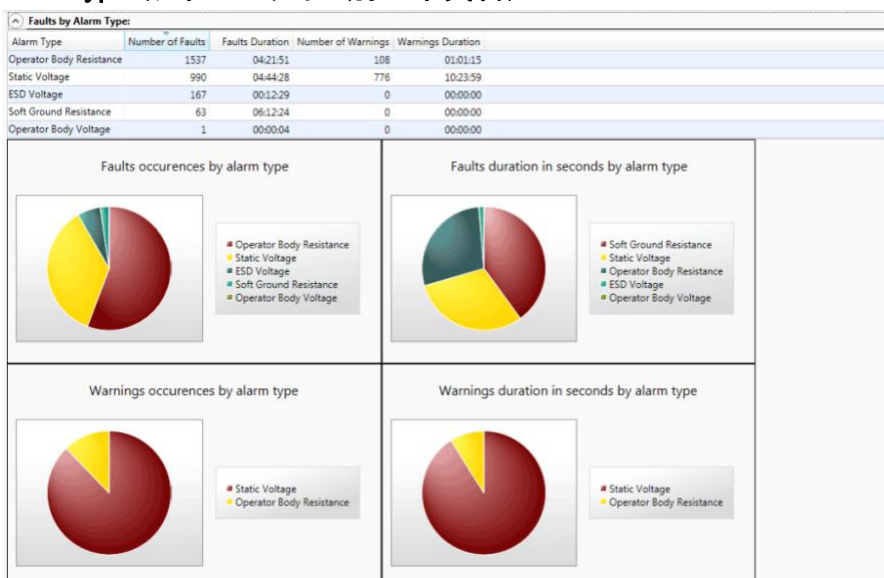 Faults by Alarm Type:
Alarm Type Number of Faults Faults Duration Number of Warnings Warnings Duration
Operator Body Resistance 1537 04:21:51 108 01:01:15
Static Voltage 990 04:44:28 776 10:23:59
ESD Voltage 167 00:12:29 0 00:00:00
Soft Ground Resistance 63 06:12:24 0 00:00:00
Operator Body Voltage 1 00:00:04 0 00:00:00
Faults occurences by alarm type
Operator Body Resistance
Static Voltage
ESD Voltage
Soft Ground Resistance
Operator Body Voltage
Faults duration in seconds by alarm type
Soft Ground Resistance
Static Voltage
Operator Body Resistance
ESD Voltage
Operator Body Voltage
Warnings occurences by alarm type
Static Voltage
Operator Body Resistance
Warnings duration in seconds by alarm type
Static Voltage
Operator Body Resistance